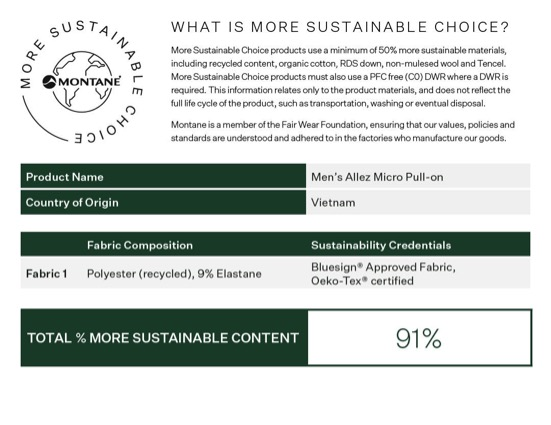 MORE SUSTAINABLE CHOICE
MONTANE®
WHAT IS MORE SUSTAINABLE CHOICE?
More Sustainable Choice products use a minimum of 50% more sustainable materials,
including recycled content, organic cotton, RDS down, non-mulesed wool and Tencel.
More Sustainable Choice products must also use a PFC free (C0) DWR where a DWR is
required. This information relates only to the product materials, and does not reflect the
full life cycle of the product, such as transportation, washing or eventual disposal.
Montane is a member of the Fair Wear Foundation, ensuring that our values, policies and
standards are understood and adhered to in the factories who manufacture our goods.
Product Name Men's Allez Micro Pull-on
Country of Origin Vietnam
Fabric Composition Sustainability Credentials
Fabric 1 Polyester (recycled), 9% Elastane Bluesign® Approved Fabric,
Oeko-Tex® certified
TOTAL % MORE SUSTAINABLE CONTENT 91%